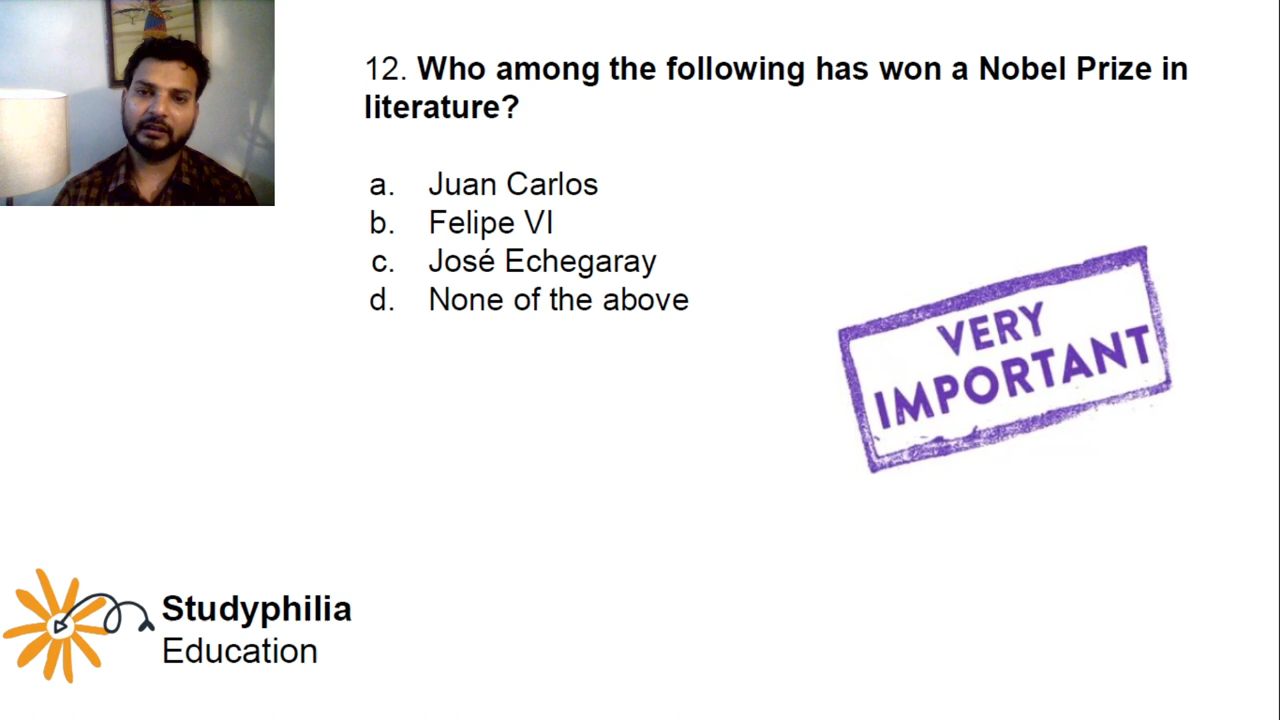 12. Who among the following has won a Nobel Prize in
literature?
a. Juan Carlos
b. Felipe VI
c. José Echegaray
d. None of the above
VERY
IMPORTANT
Studyphilia
Education